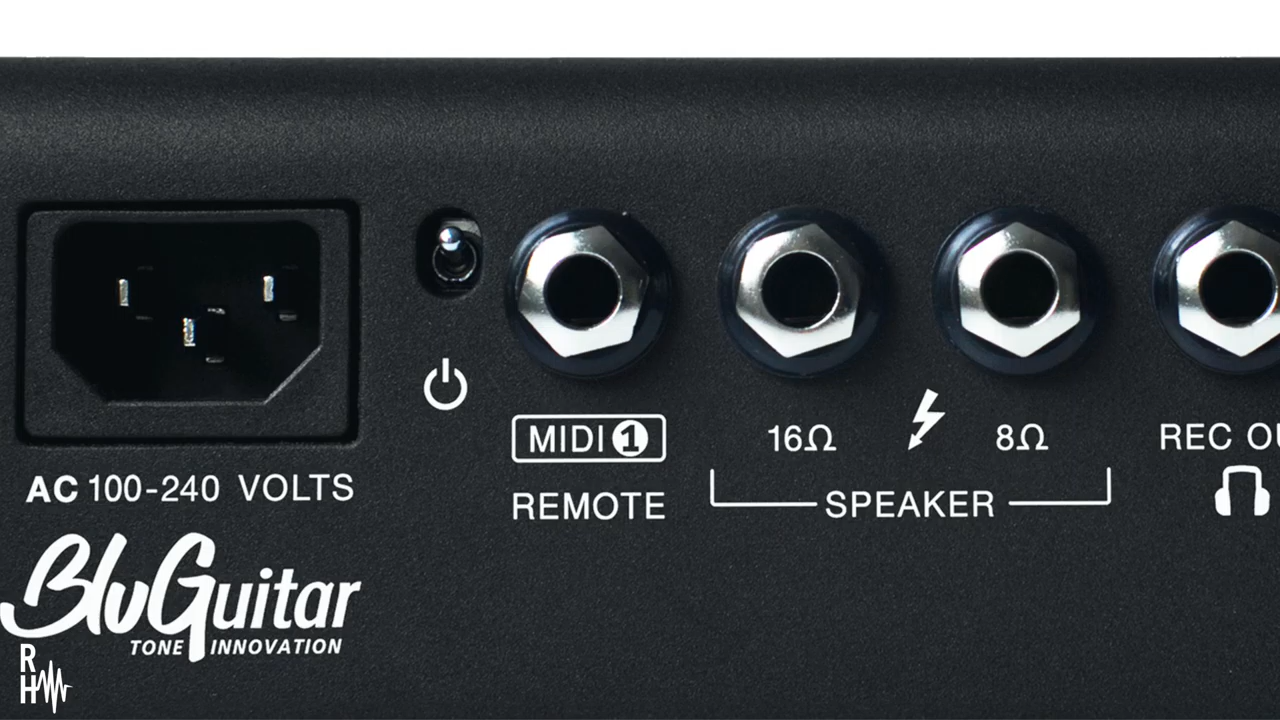 MIDI 1
16Ω
8Ω
REC O
AC 100-240 VOLTS
REMOTE
SPEAKER
BluGuitar
TONE INNOVATION
R
H